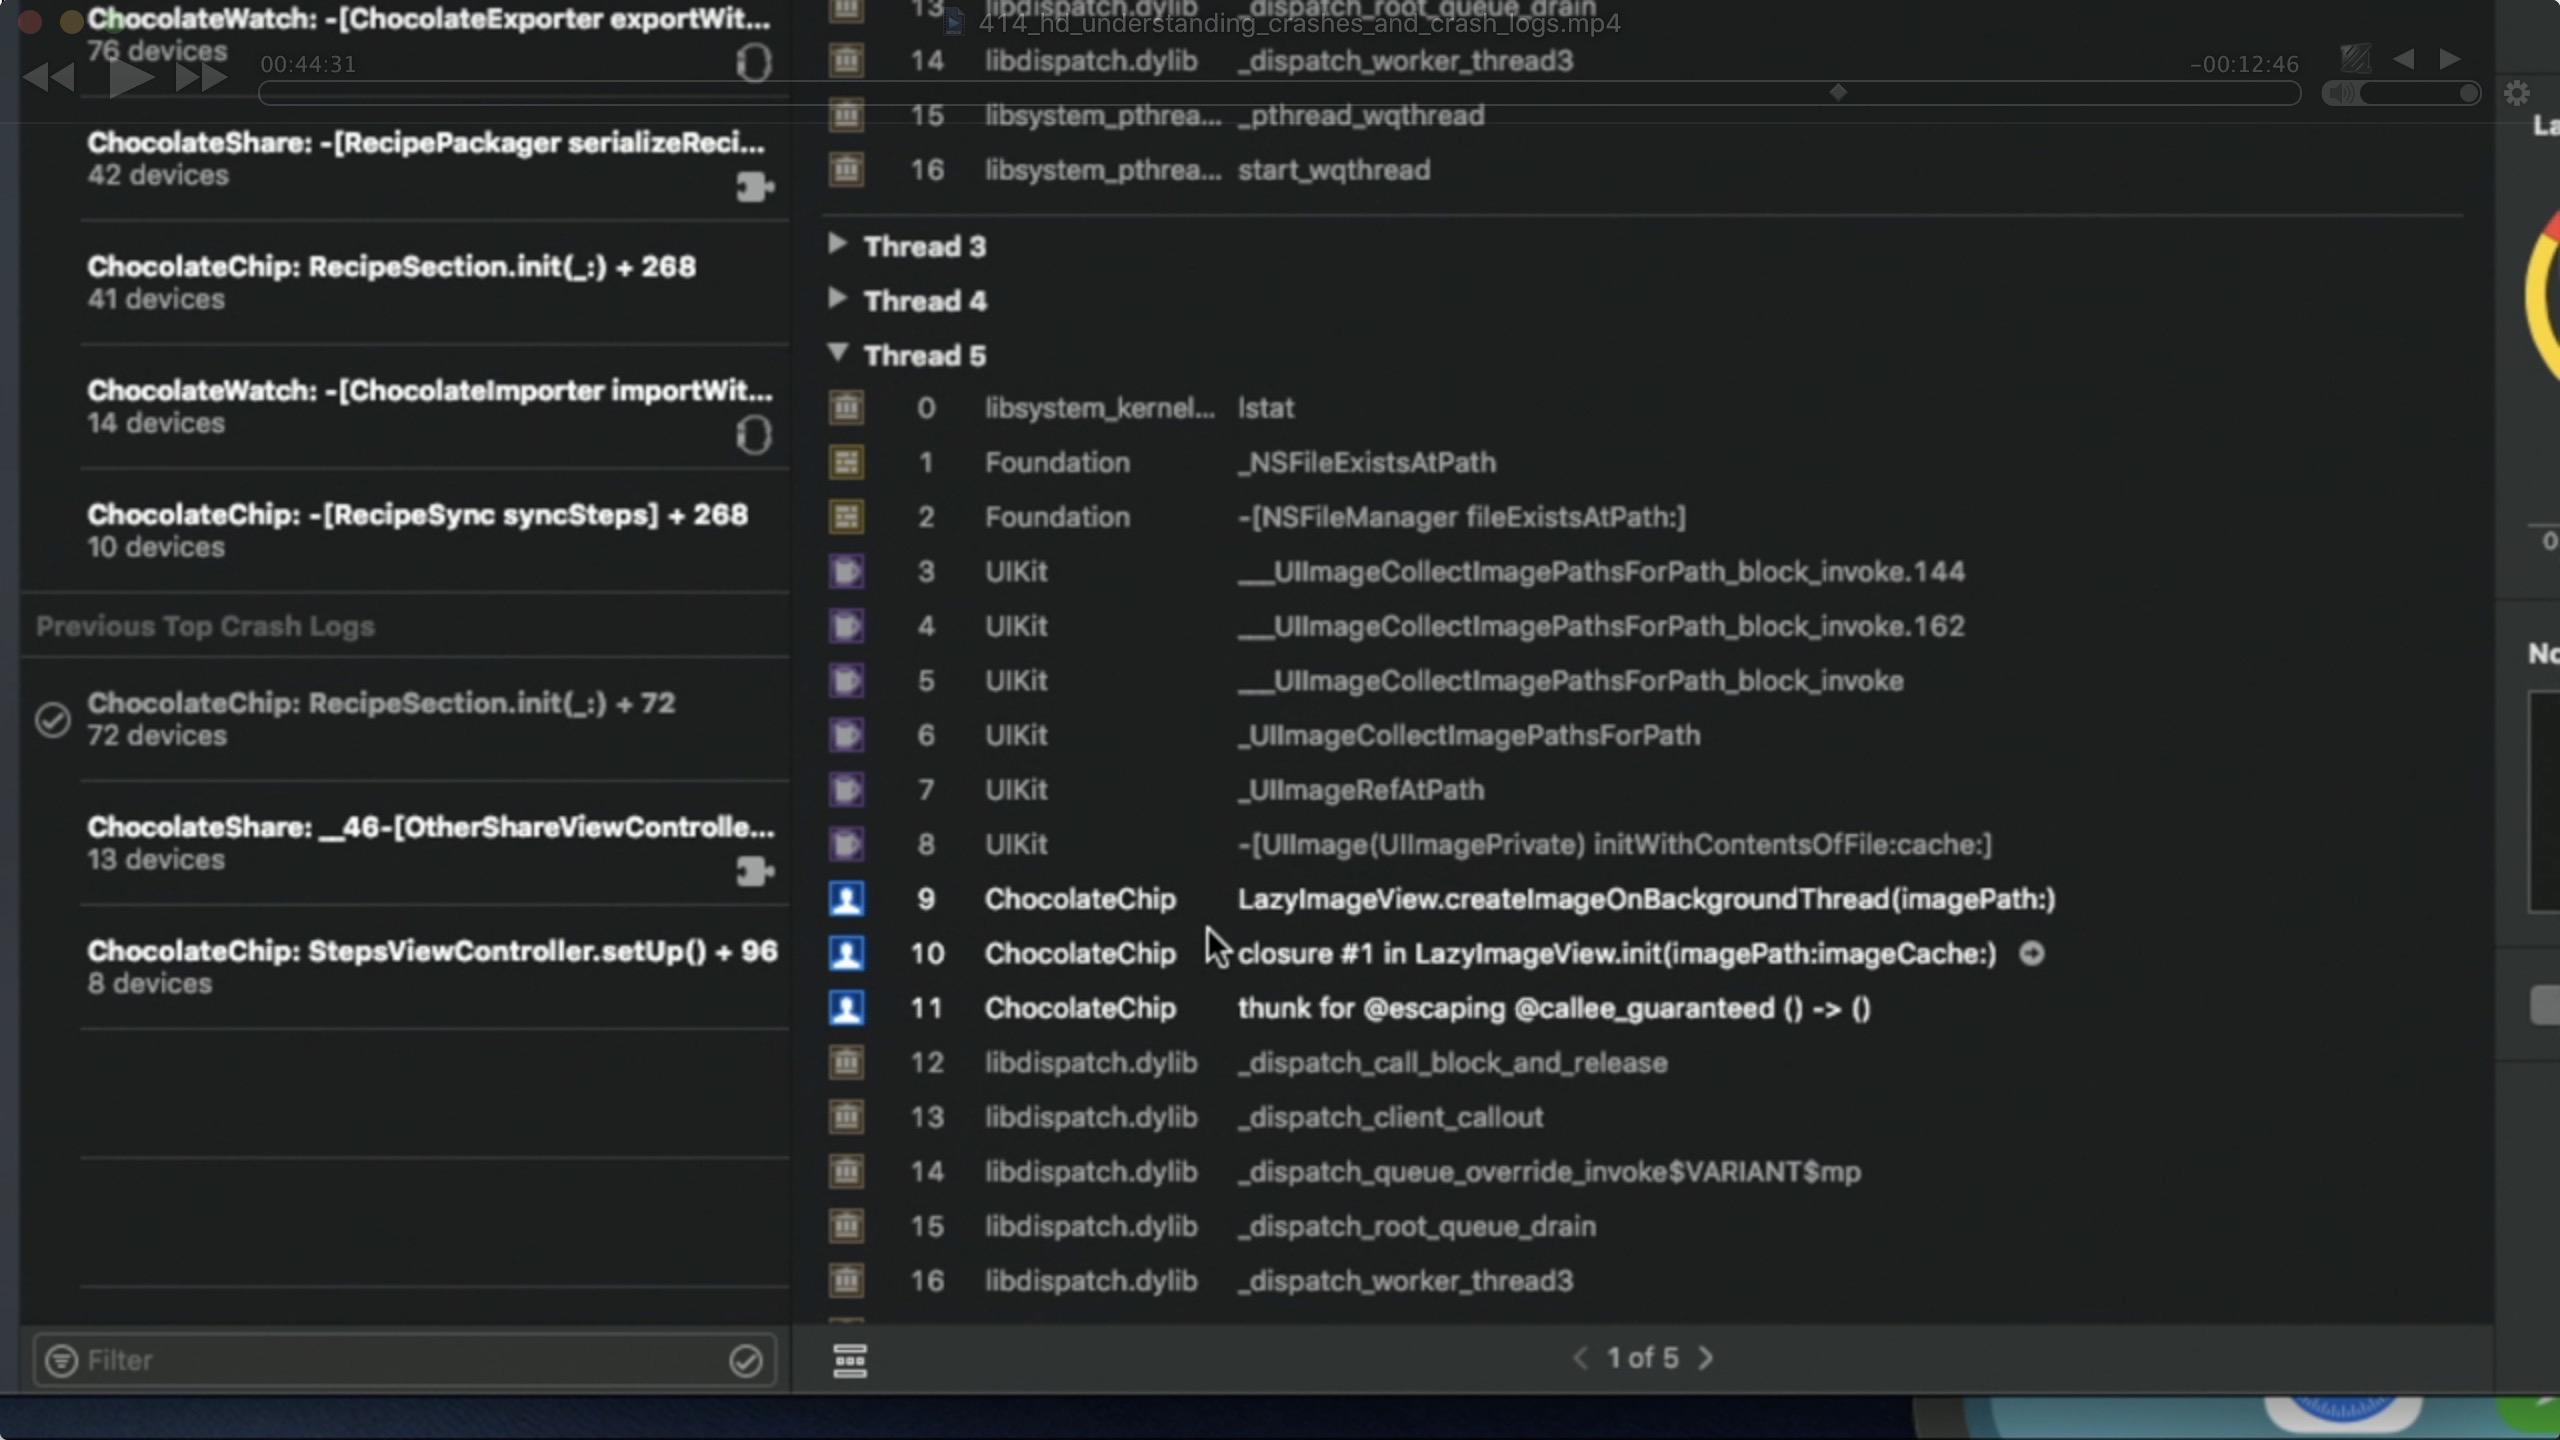 414_hd_understanding_crashes_and_crash_logs.mp4
00:44:31
-00:12:46
ChocolateWatch: -[ChocolateExporter exportWit...
76 devices
ChocolateShare: -[RecipePackager serializeReci...
42 devices
ChocolateChip: RecipeSection.init(_:) + 268
41 devices
ChocolateWatch: -[ChocolateImporter importWit...
14 devices
ChocolateChip: -[RecipeSync syncSteps] + 268
10 devices
Previous Top Crash Logs
ChocolateChip: RecipeSection.init(_:) + 72
72 devices
ChocolateShare: __46-[OtherShareViewControlle...
13 devices
ChocolateChip: StepsViewController.setUp() + 96
8 devices
Filter
13 libdispatch.dylib _dispatch_root_queue_drain
14 libdispatch.dylib _dispatch_worker_thread3
15 libsystem_pthrea... _pthread_wqthread
16 libsystem_pthrea... start_wqthread
Thread 3
Thread 4
Thread 5
0 libsystem_kernel... lstat
1 Foundation _NSFileExistsAtPath
2 Foundation -[NSFileManager fileExistsAtPath:]
3 UIKit ___UIImageCollectImagePathsForPath_block_invoke.144
4 UIKit ___UIImageCollectImagePathsForPath_block_invoke.162
5 UIKit ___UIImageCollectImagePathsForPath_block_invoke
6 UIKit _UIImageCollectImagePathsForPath
7 UIKit _UIImageRefAtPath
8 UIKit -[UIImage(UIImagePrivate) initWithContentsOfFile:cache:]
9 ChocolateChip LazyImageView.createImageOnBackgroundThread(imagePath:)
10 ChocolateChip closure #1 in LazyImageView.init(imagePath:imageCache:)
11 ChocolateChip thunk for @escaping @callee_guaranteed () -> ()
12 libdispatch.dylib _dispatch_call_block_and_release
13 libdispatch.dylib _dispatch_client_callout
14 libdispatch.dylib _dispatch_queue_override_invoke$VARIANT$mp
15 libdispatch.dylib _dispatch_root_queue_drain
16 libdispatch.dylib _dispatch_worker_thread3
1 of 5
La
0
No